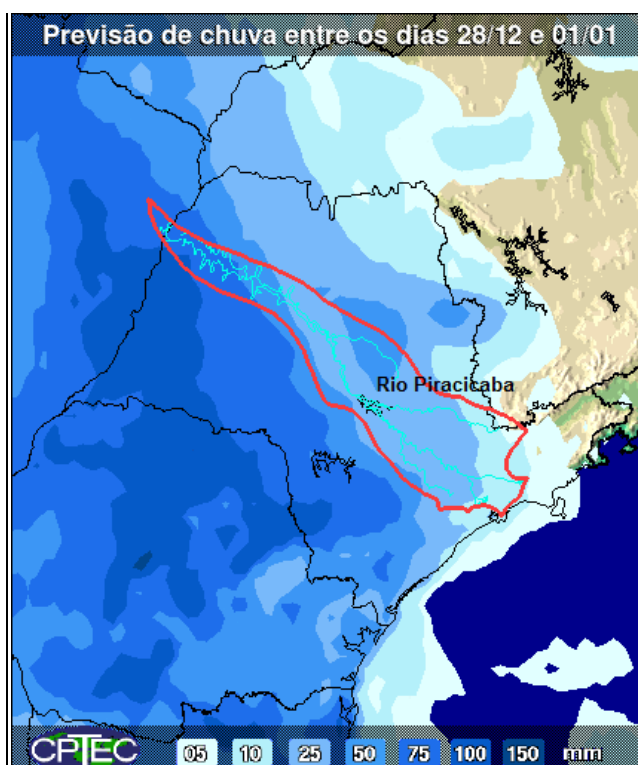 Previsão de chuva entre os dias 28/12 e 01/01
Rio Piracicaba
CPTEC 05 10 25 50 75 100 150 mm